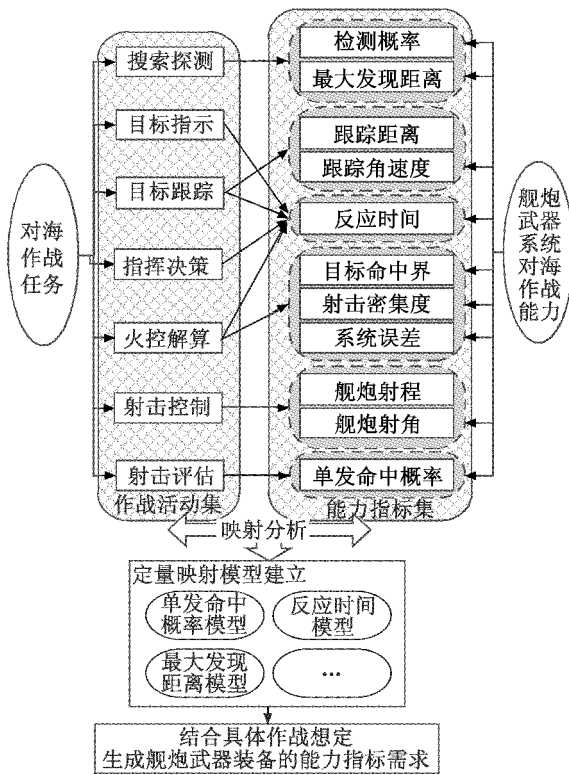 对海
作战
任务
搜索探测
目标指示
目标跟踪
指挥决策
火控解算
射击控制
射击评估
作战活动集
检测概率
最大发现距离
跟踪距离
跟踪角速度
反应时间
目标命中界
射击密集度
系统误差
舰炮射程
舰炮射角
单发命中概率
能力指标集
舰炮
武器
系统
对海
作战
能力
映射分析
定量映射模型建立
单发命中
概率模型
反应时间
模型
最大发现
距离模型
…
结合具体作战想定
生成舰炮武器装备的能力指标需求